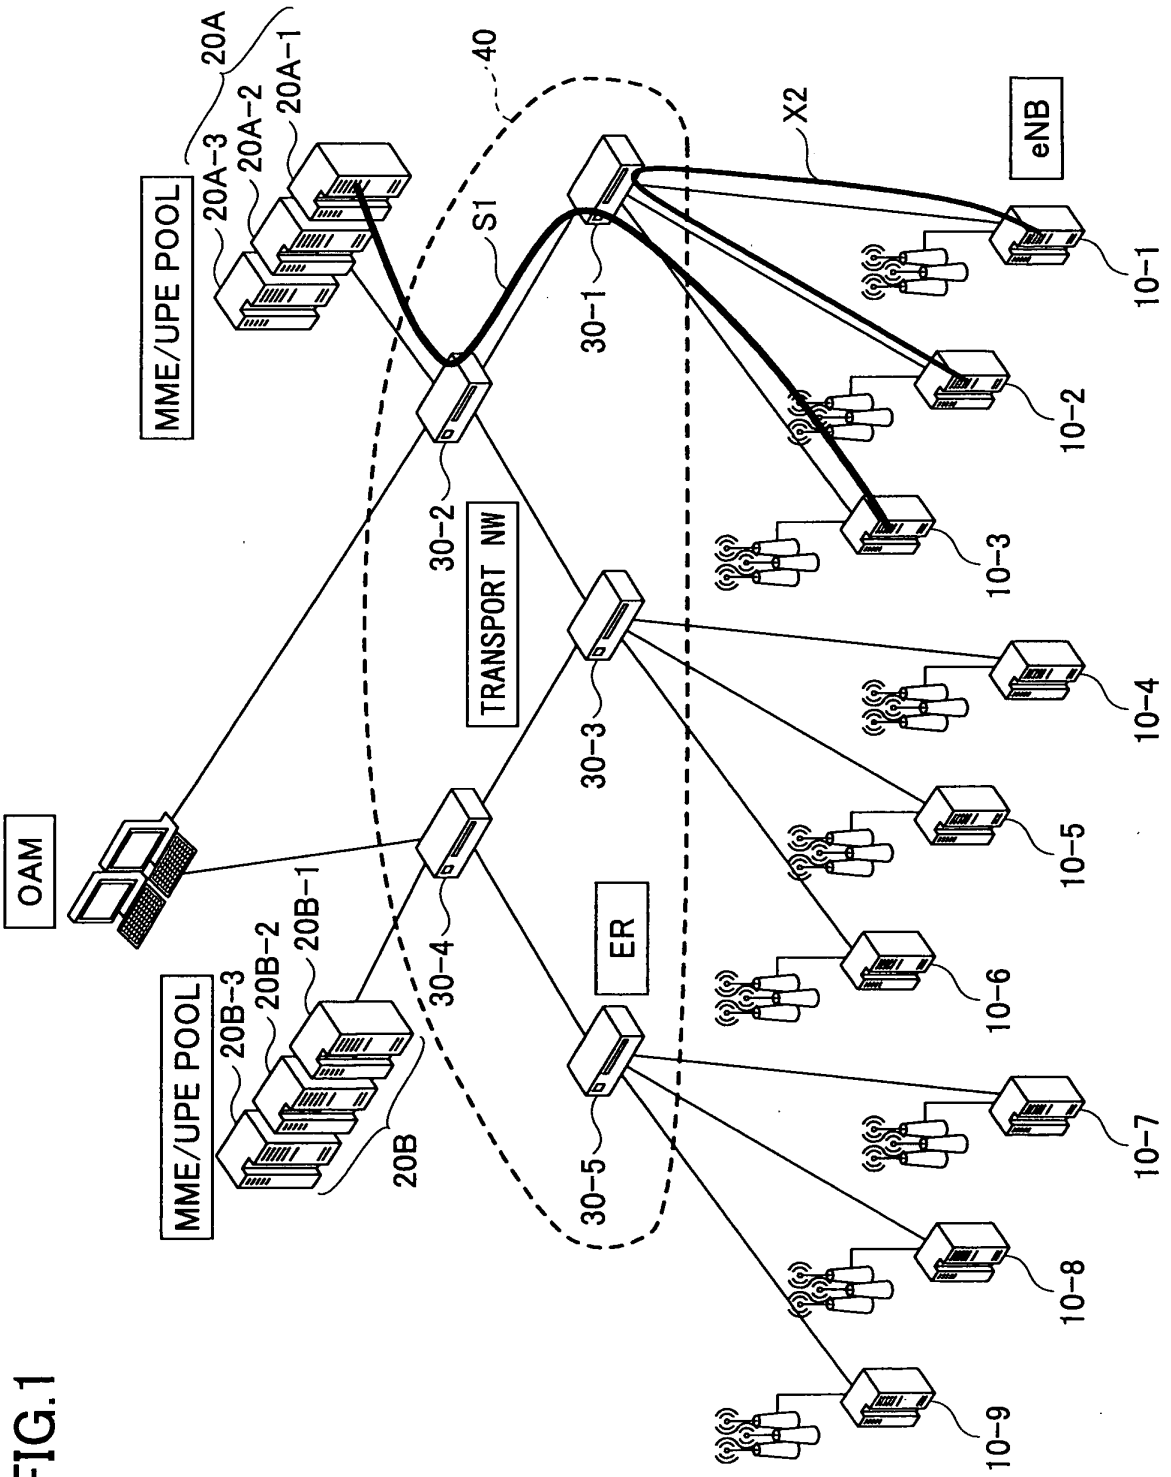 FIG.1
OAM
MME/UPE POOL
20B-3
20B-2
20B-1
20B
MME/UPE POOL
20A
20A-3
20A-2
20A-1
40
S1
30-4
30-2
TRANSPORT NW
ER
30-5
30-3
30-1
X2
eNB
10-9
10-8
10-7
10-6
10-5
10-4
10-3
10-2
10-1